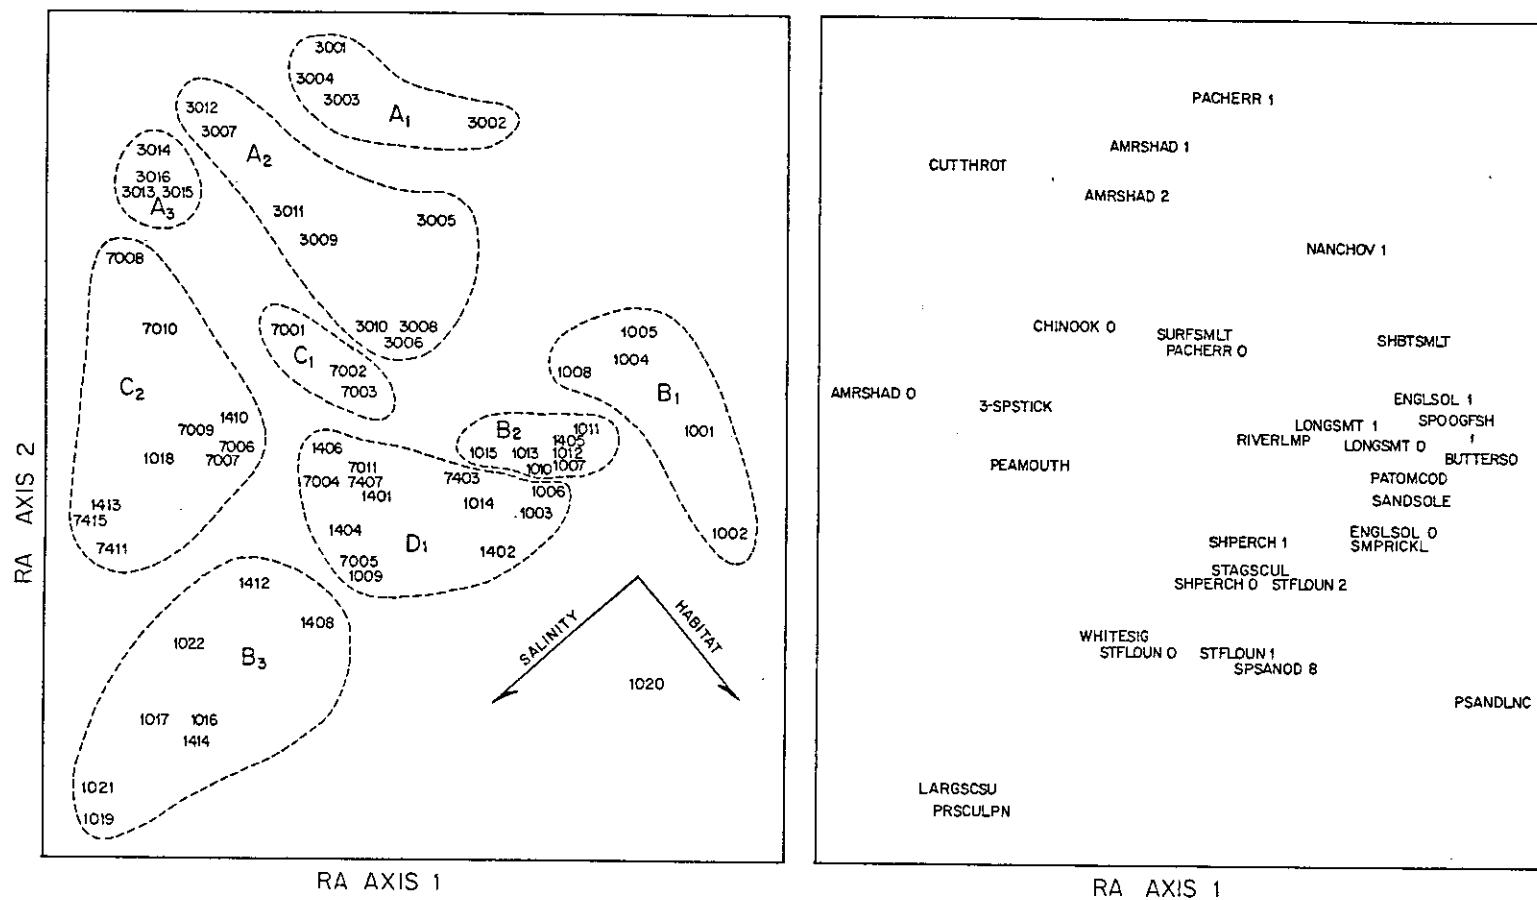 3001
3004
3003
A1
3002
3012
3007
A2
3014
3016
3013 3015
A3
3011
3005
3009
7008
7010
7001
3010 3008
3006
C1
7002
7003
1005
1004
1008
B1
1001
1002
C2
1410
7009
7006
1018
7007
1413
7415
7411
B2
1011
1405
1015 1013 1012
1010 1007
1406
7011
7004 7407
1401
7403
1014
1006
1003
1404
D1
1402
7005
1009
1412
1408
1022
B3
1017 1016
1414
1021
1019
SALINITY
HABITAT
1020
RA AXIS 2
RA AXIS 1
PACHERR 1
AMRSHAD 1
CUTTHROT
AMRSHAD 2
NANCHOV 1
CHINOOK 0
SURFSMLT
PACHERR 0
SHBTSMLT
AMRSHAD 0
3-SPSTICK
ENGLSOL 1
SPDOGFSH
LONGSMT 1
1
RIVERLMP
LONGSMT 0
BUTTERSO
PEAMOUTH
PATOMCOD
SANDSOLE
ENGLSOL 0
SHPERCH 1
SMPRICKL
STAGSCUL
SHPERCH 0 STFLOUN 2
WHITESIG
STFLOUN 0 STFLOUN 1
SPSANOD 8
PSANDLNC
LARGSCSU
PRSCULPN
RA AXIS 1